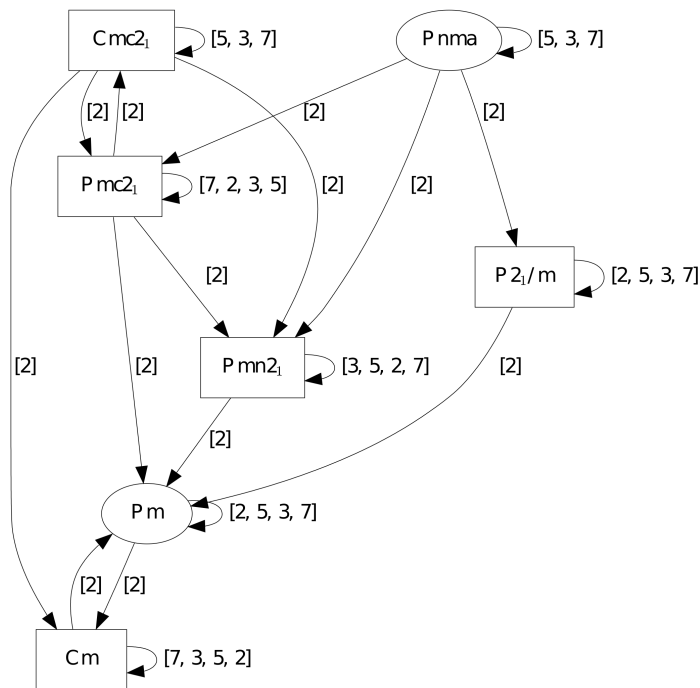 Cmc2₁ [5, 3, 7] Pnma [5, 3, 7]
[2] [2] [2] [2]
Pmc2₁ [7, 2, 3, 5] [2] [2]
P2₁/m [2, 5, 3, 7]
[2]
Pmn2₁ [3, 5, 2, 7]
[2] [2] [2]
[2]
Pm [2, 5, 3, 7]
[2] [2]
Cm [7, 3, 5, 2]